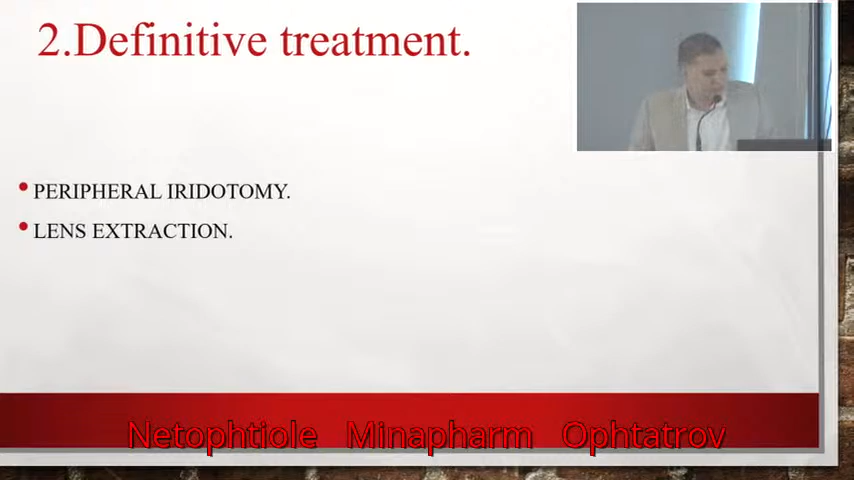 2.Definitive treatment.
PERIPHERAL IRIDOTOMY.
LENS EXTRACTION.
Netophtiole Minapharm Ophtatrov